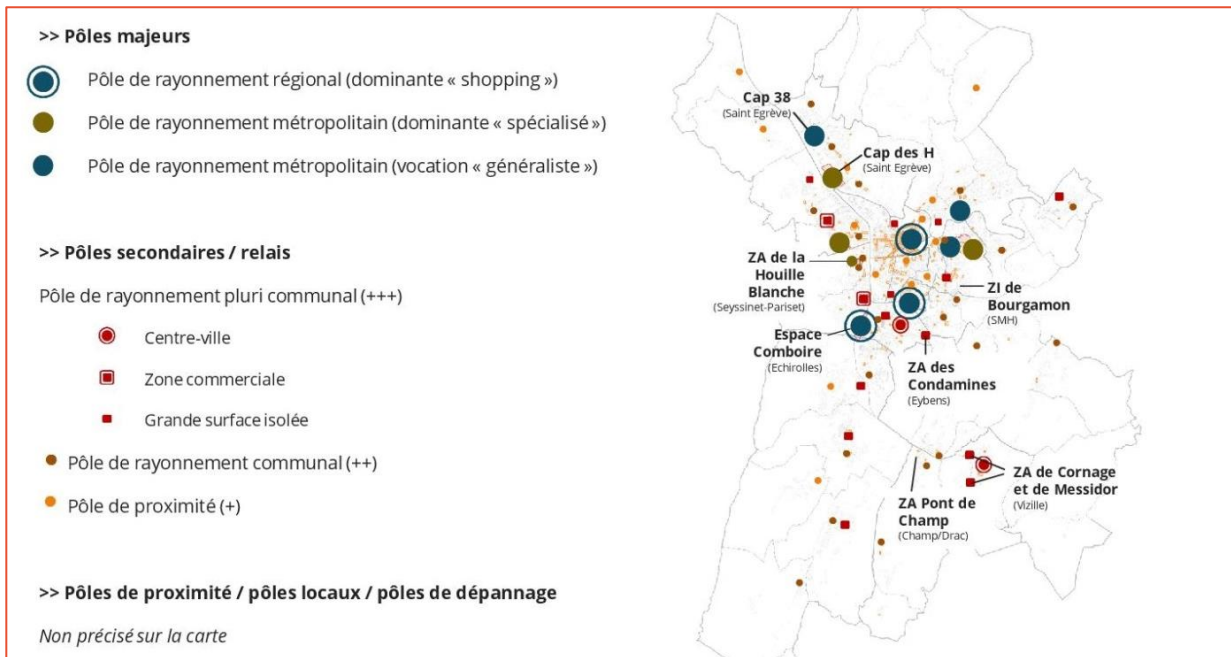 >> Pôles majeurs
Pôle de rayonnement régional (dominante « shopping »)
Pôle de rayonnement métropolitain (dominante « spécialisé »)
Pôle de rayonnement métropolitain (vocation « généraliste »)
>> Pôles secondaires / relais
Pôle de rayonnement pluri communal (+++)
Centre-ville
Zone commerciale
Grande surface isolée
Pôle de rayonnement communal (++)
Pôle de proximité (+)
>> Pôles de proximité / pôles locaux / pôles de dépannage
Non précisé sur la carte
Cap 38
(Saint Egrève)
Cap des H
(Saint Egrève)
ZA de la
Houille
Blanche
(Seyssinet-Pariset)
ZI de
Bourgamon
(SMH)
Espace
Comboire
(Echirolles)
ZA des
Condamines
(Eybens)
ZA de Cornage
et de Messidor
(Vizille)
ZA Pont de
Champ
(Champ/Drac)